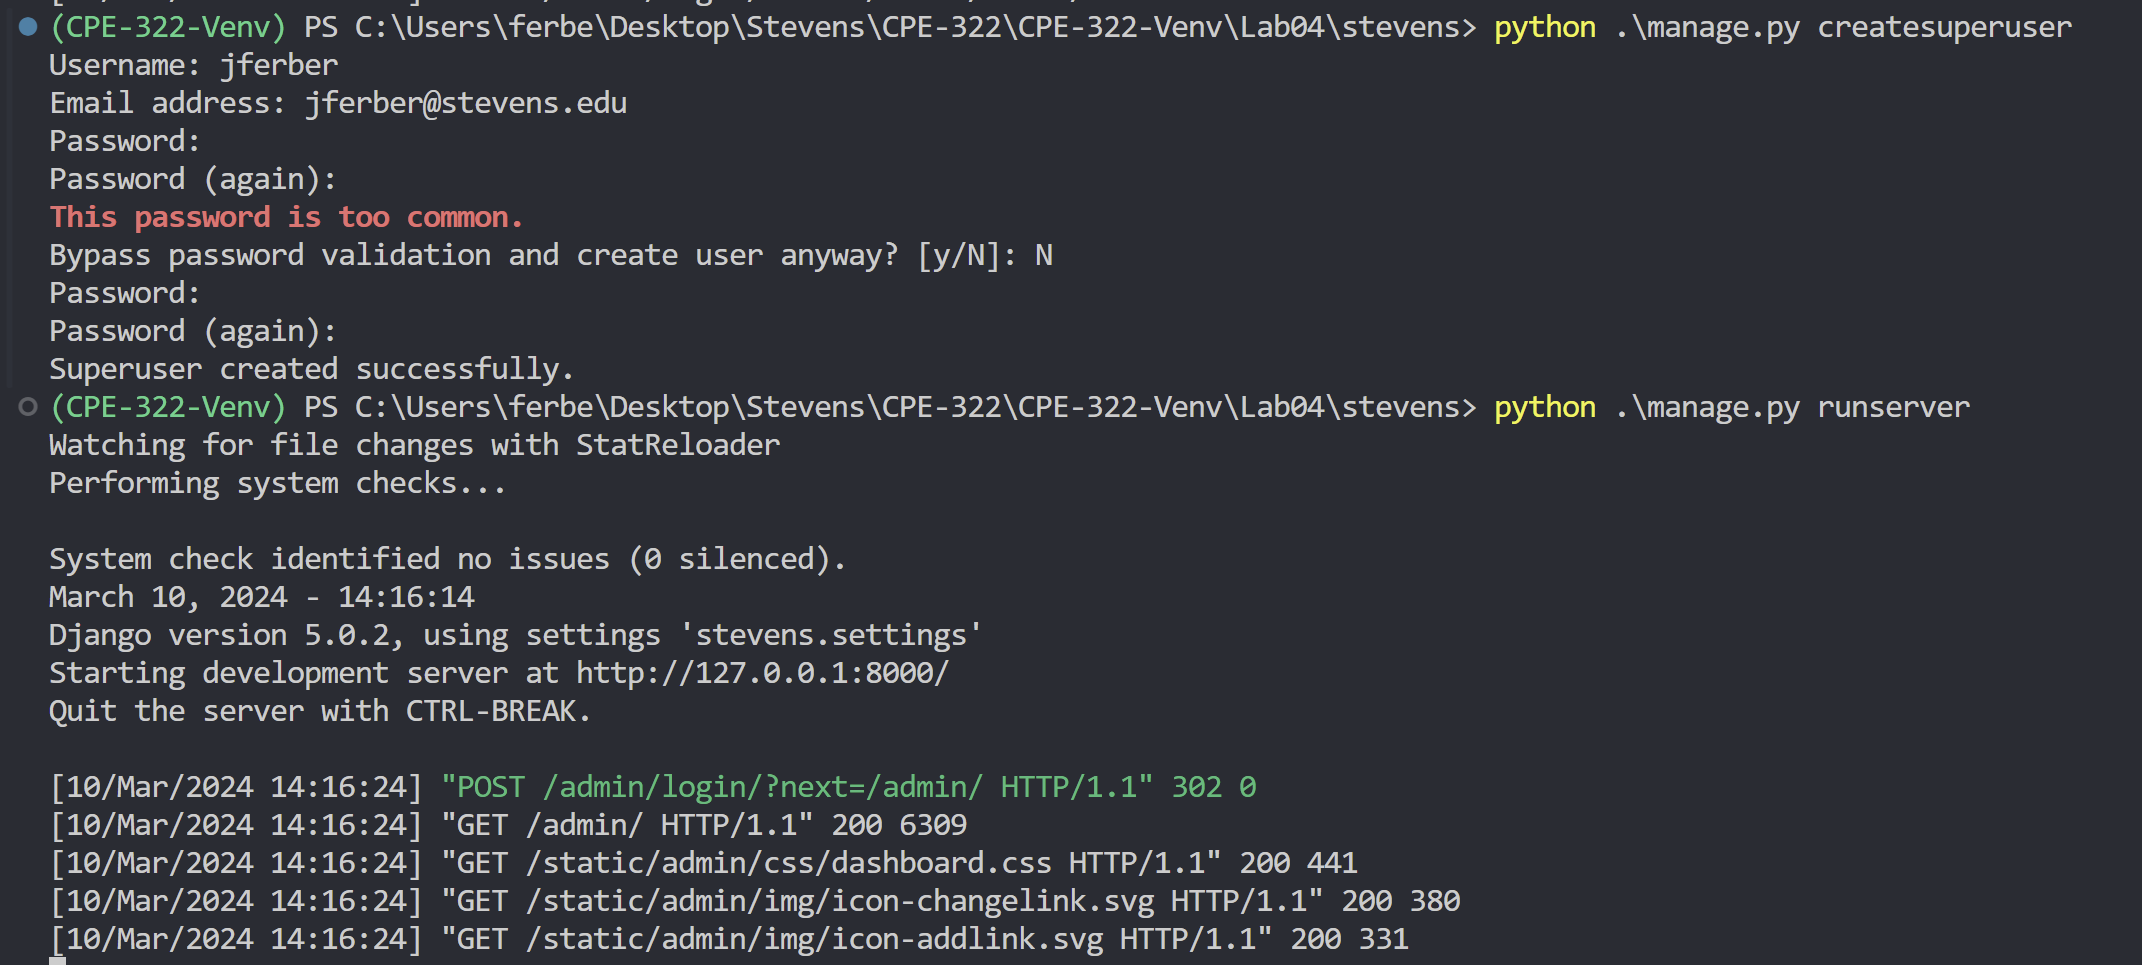 (CPE-322-Venv) PS C:\Users\ferbe\Desktop\Stevens\CPE-322\CPE-322-Venv\Lab04\stevens> python .\manage.py createsuperuser
Username: jferber
Email address: jferber@stevens.edu
Password:
Password (again):
This password is too common.
Bypass password validation and create user anyway? [y/N]: N
Password:
Password (again):
Superuser created successfully.
(CPE-322-Venv) PS C:\Users\ferbe\Desktop\Stevens\CPE-322\CPE-322-Venv\Lab04\stevens> python .\manage.py runserver
Watching for file changes with StatReloader
Performing system checks...

System check identified no issues (0 silenced).
March 10, 2024 - 14:16:14
Django version 5.0.2, using settings 'stevens.settings'
Starting development server at http://127.0.0.1:8000/
Quit the server with CTRL-BREAK.

[10/Mar/2024 14:16:24] "POST /admin/login/?next=/admin/ HTTP/1.1" 302 0
[10/Mar/2024 14:16:24] "GET /admin/ HTTP/1.1" 200 6309
[10/Mar/2024 14:16:24] "GET /static/admin/css/dashboard.css HTTP/1.1" 200 441
[10/Mar/2024 14:16:24] "GET /static/admin/img/icon-changelink.svg HTTP/1.1" 200 380
[10/Mar/2024 14:16:24] "GET /static/admin/img/icon-addlink.svg HTTP/1.1" 200 331